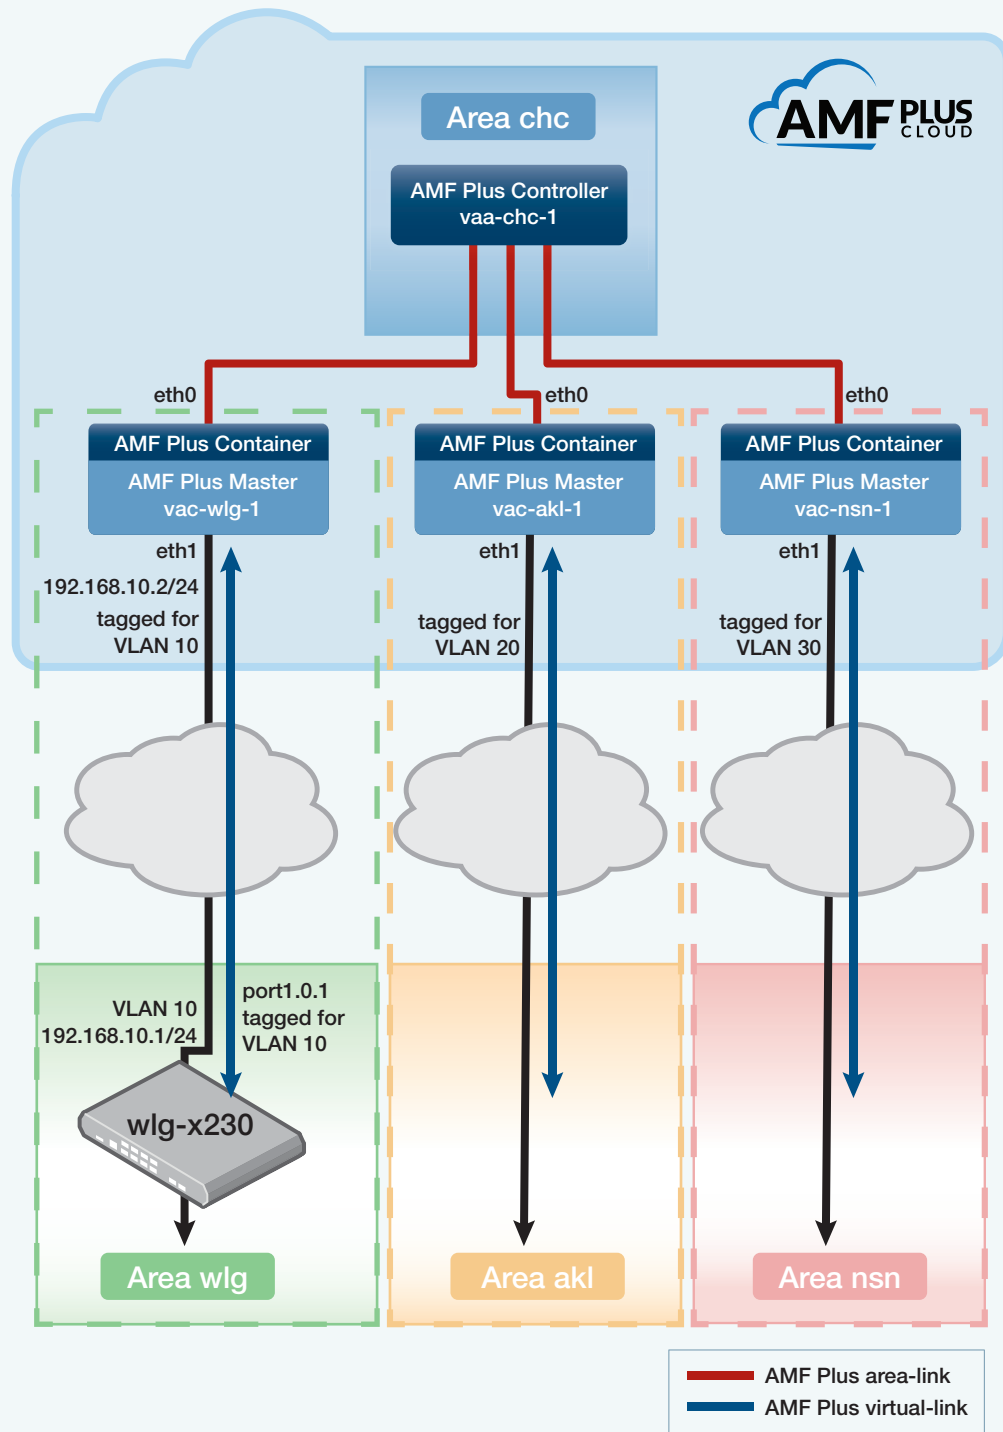 AMF PLUS
CLOUD
Area chc
AMF Plus Controller
vaa-chc-1
eth0
eth0
eth0
AMF Plus Container
AMF Plus Master
vac-wlg-1
AMF Plus Container
AMF Plus Master
vac-akl-1
AMF Plus Container
AMF Plus Master
vac-nsn-1
eth1
192.168.10.2/24
tagged for
VLAN 10
eth1
tagged for
VLAN 20
eth1
tagged for
VLAN 30
VLAN 10
192.168.10.1/24
port1.0.1
tagged for
VLAN 10
wlg-x230
Area wlg
Area akl
Area nsn
AMF Plus area-link
AMF Plus virtual-link